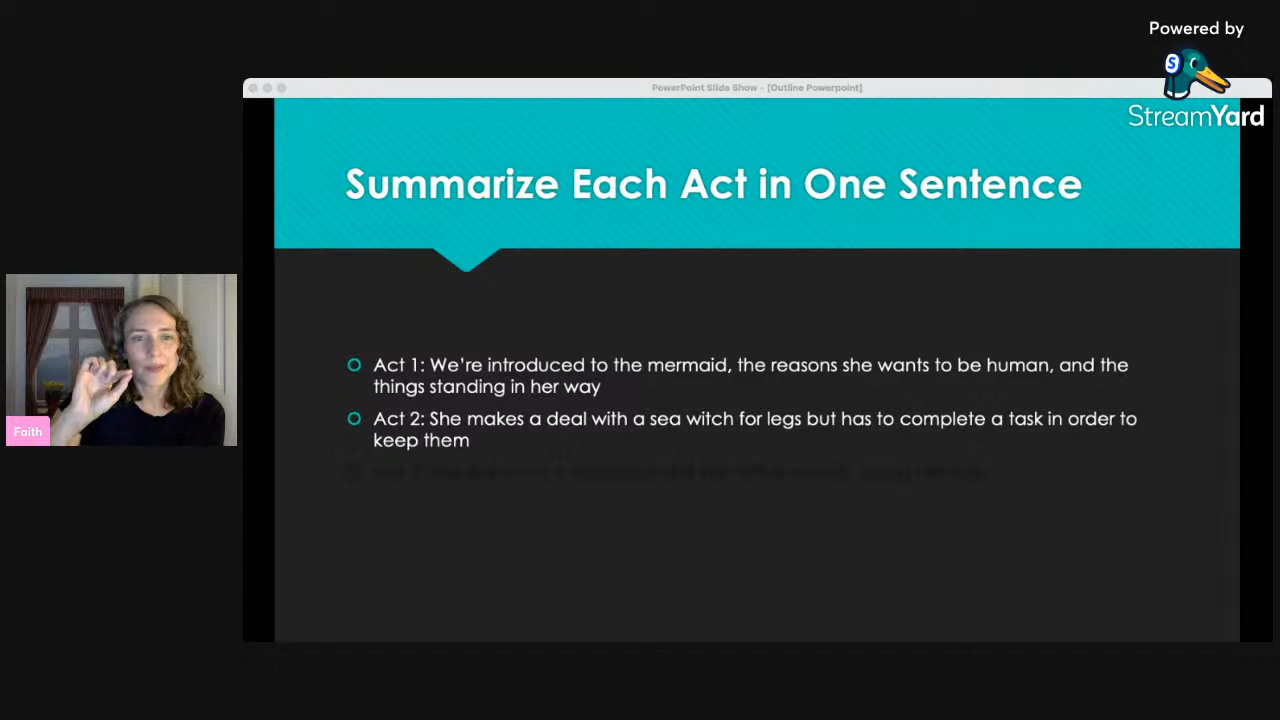 Powered by
StreamYard
PowerPoint Slide Show - [Outline Powerpoint]
Summarize Each Act in One Sentence
Act 1: We're introduced to the mermaid, the reasons she wants to be human, and the
things standing in her way
Act 2: She makes a deal with a sea witch for legs but has to complete a task in order to
keep them
Faith